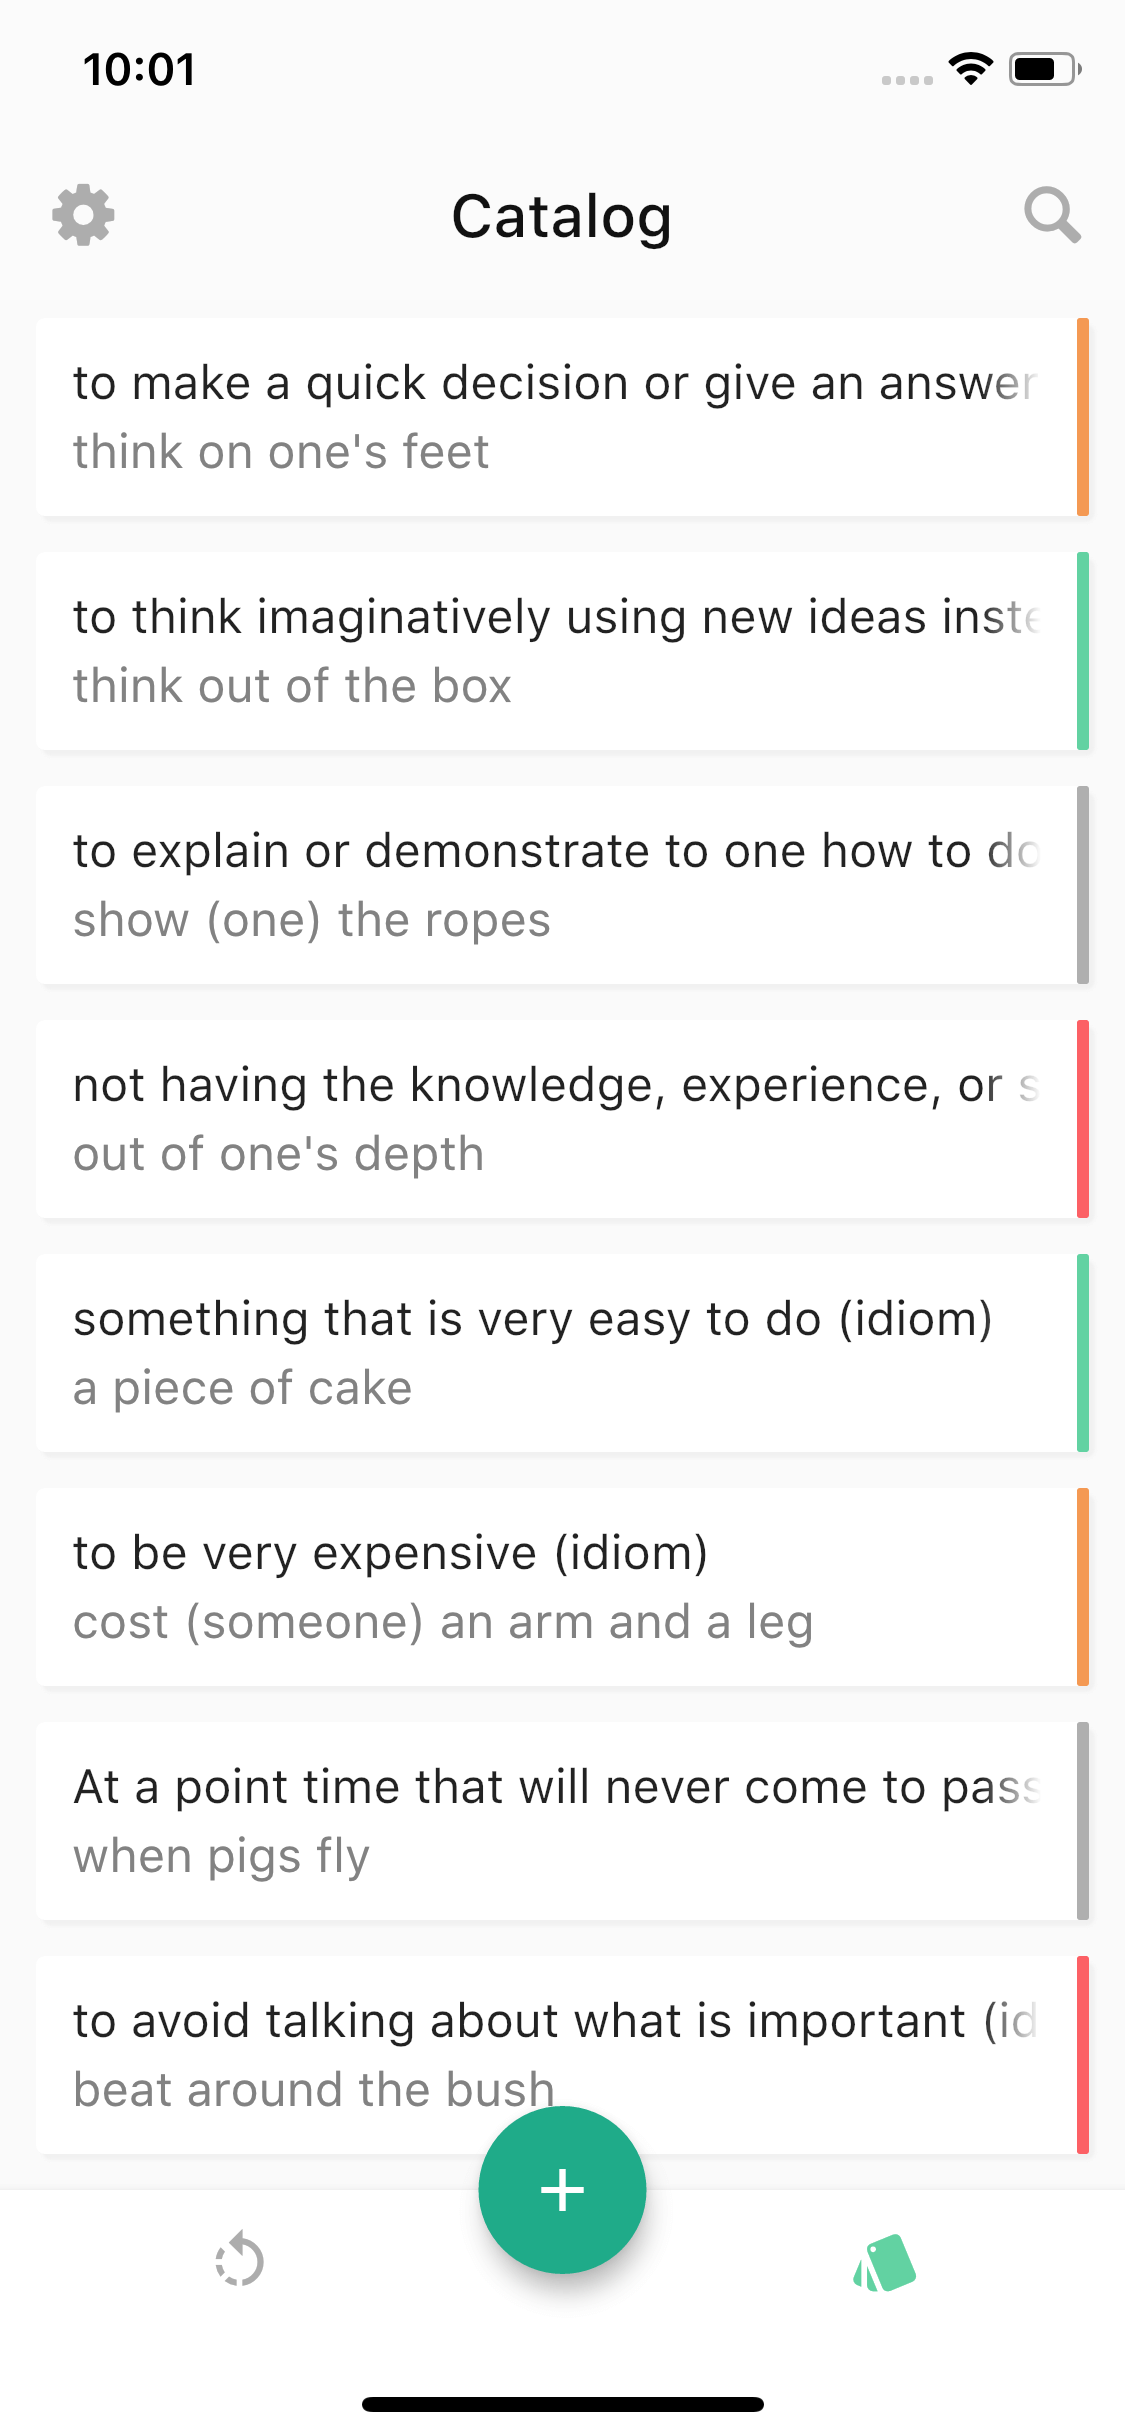 10:01
Catalog
to make a quick decision or give an answer
think on one's feet
to think imaginatively using new ideas
think out of the box
to explain or demonstrate to one how to do
show (one) the ropes
not having the knowledge, experience, or
out of one's depth
something that is very easy to do (idiom)
a piece of cake
to be very expensive (idiom)
cost (someone) an arm and a leg
At a point time that will never come to pass
when pigs fly
to avoid talking about what is important
beat around the bush